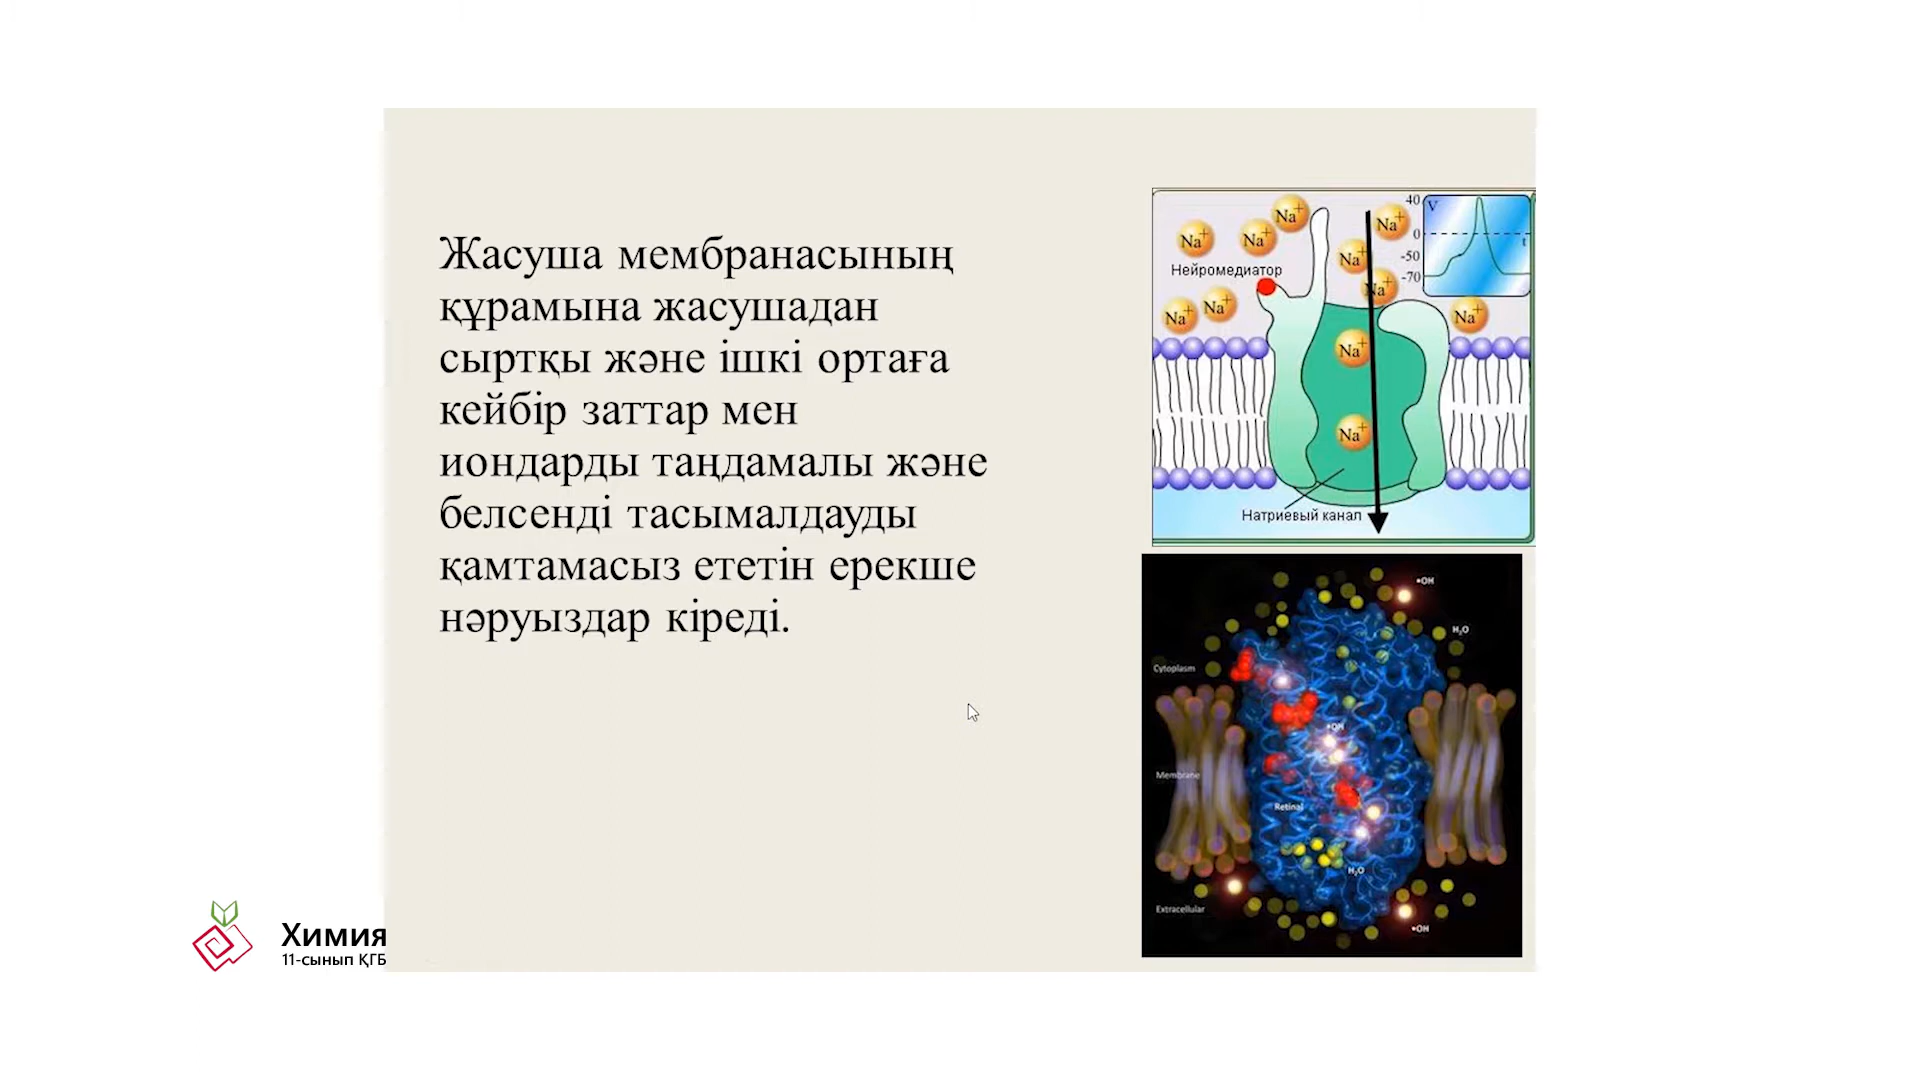 Жасуша мембранасының
құрамына жасушадан
сыртқы және ішкі ортаға
кейбір заттар мен
иондарды таңдамалы және
белсенді тасымалдауды
қамтамасыз ететін ерекше
нәруыздар кіреді.
Na+
Na+
Na+
Na+
Na+
Na+
Na+
Na+
Na+
Na+
Na+
Нейромедиатор
Натриевый канал
40
0
-50
-70
V
t
•OH
H₂O
Cytoplasm
•OH
Membrane
Retinal
H₂O
Extracellular
•OH
Химия
11-сынып ҚГБ